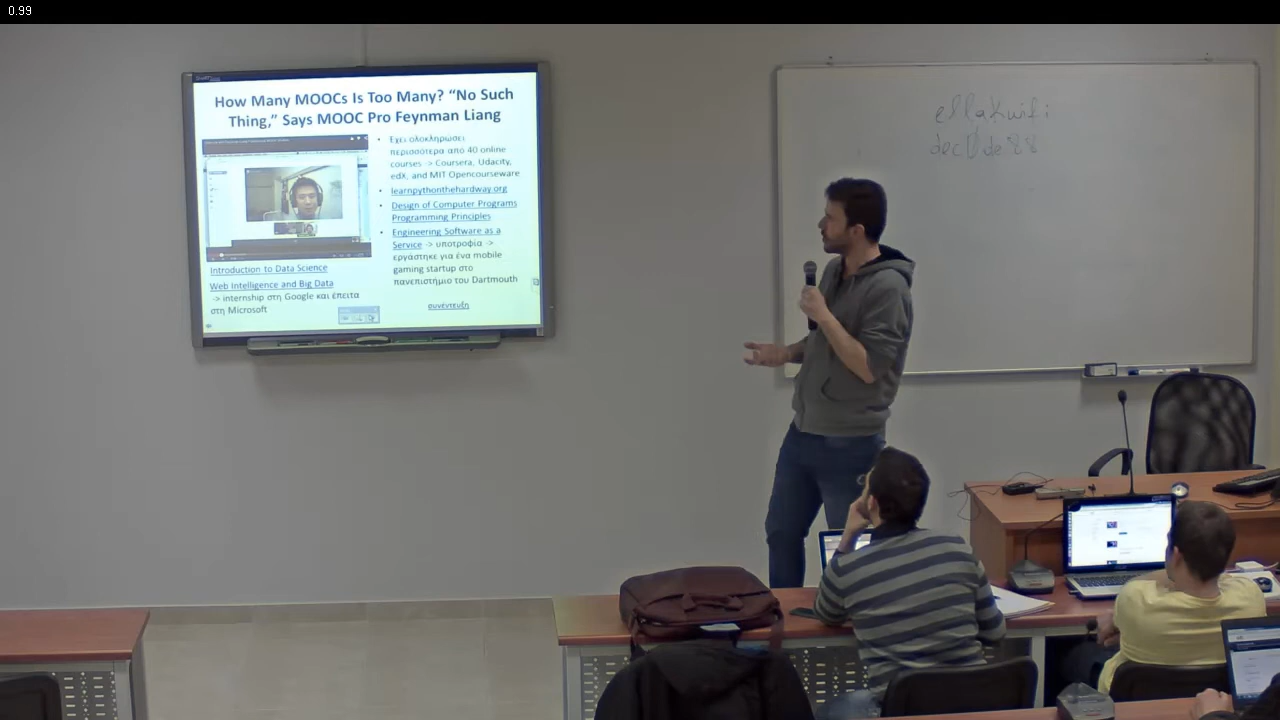 0.99
How Many MOOCs Is Too Many? “No Such
Thing,” Says MOOC Pro Feynman Liang
• Έχει ολοκληρώσει
περισσότερα από 40 online
courses -> Coursera, Udacity,
edX, and MIT Opencourseware
• learnpythonthehardway.org
• Design of Computer Programs
Programming Principles
• Engineering Software as a
Service -> υποτροφία ->
εργάστηκε για ένα mobile
gaming startup στο
πανεπιστήμιο του Dartmouth
συνέντευξη
Introduction to Data Science
Web Intelligence and Big Data
-> internship στη Google και έπειτα
στη Microsoft
ellakwifi